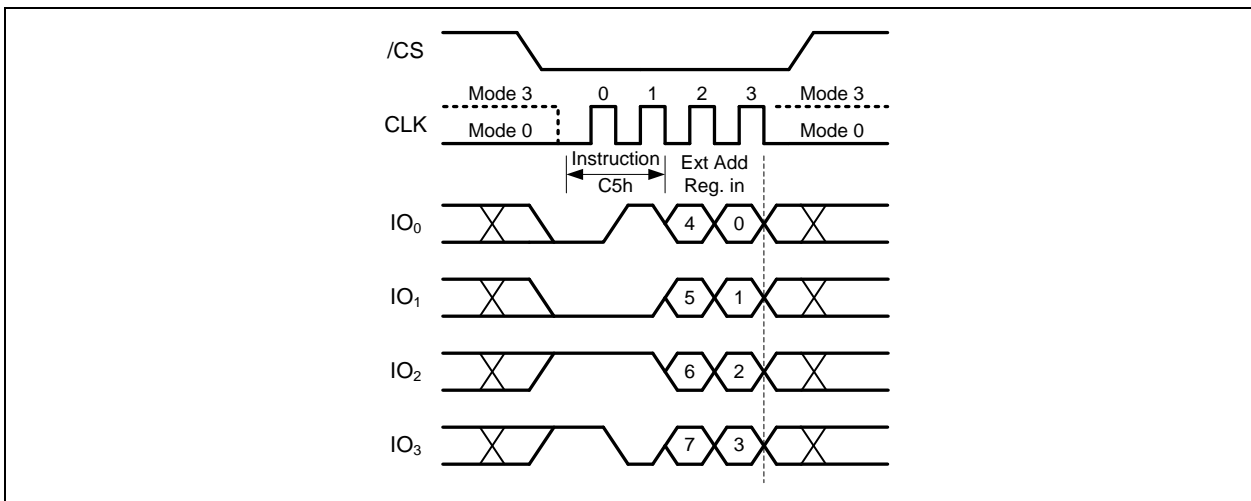 /CS
Mode 3 0 1 2 3 Mode 3
CLK
Mode 0 Mode 0
Instruction Ext Add
C5h Reg. in
IO₀ 4 0
IO₁ 5 1
IO₂ 6 2
IO₃ 7 3